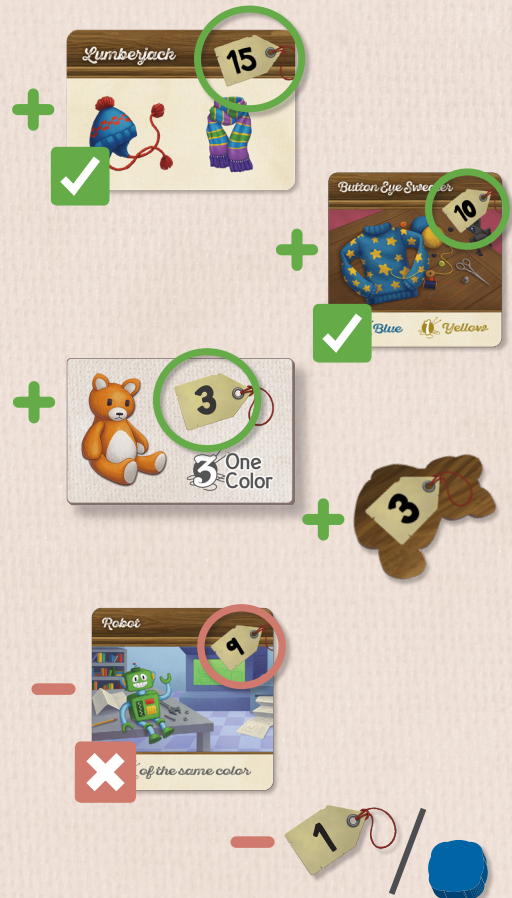 Lumberjack
15
Button Eye Sweater
10
Blue
1 Yellow
3
3 One
Color
3
Robot
9
of the same color
1